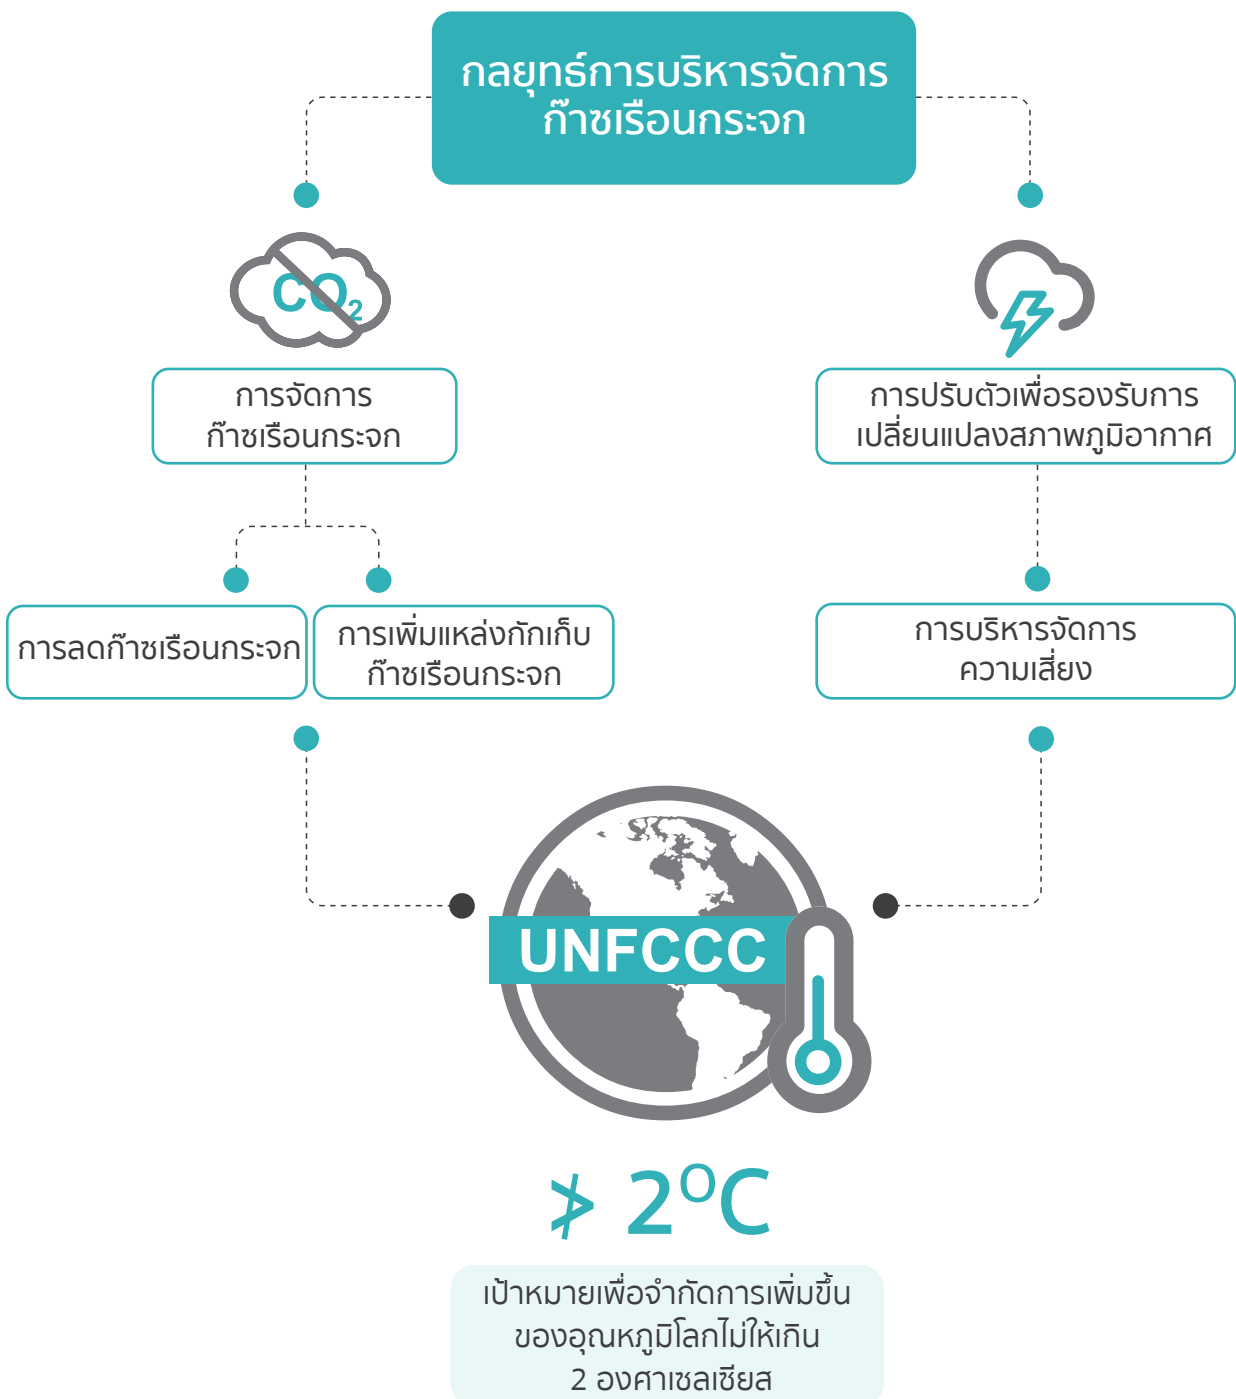 กลยุทธ์การบริหารจัดการ
ก๊าซเรือนกระจก
CO₂
การจัดการ
ก๊าซเรือนกระจก
การปรับตัวเพื่อรองรับการ
เปลี่ยนแปลงสภาพภูมิอากาศ
การลดก๊าซเรือนกระจก
การเพิ่มแหล่งกักเก็บ
ก๊าซเรือนกระจก
การบริหารจัดการ
ความเสี่ยง
UNFCCC
≯ 2ᴼC
เป้าหมายเพื่อจำกัดการเพิ่มขึ้น
ของอุณหภูมิโลกไม่ให้เกิน
2 องศาเซลเซียส